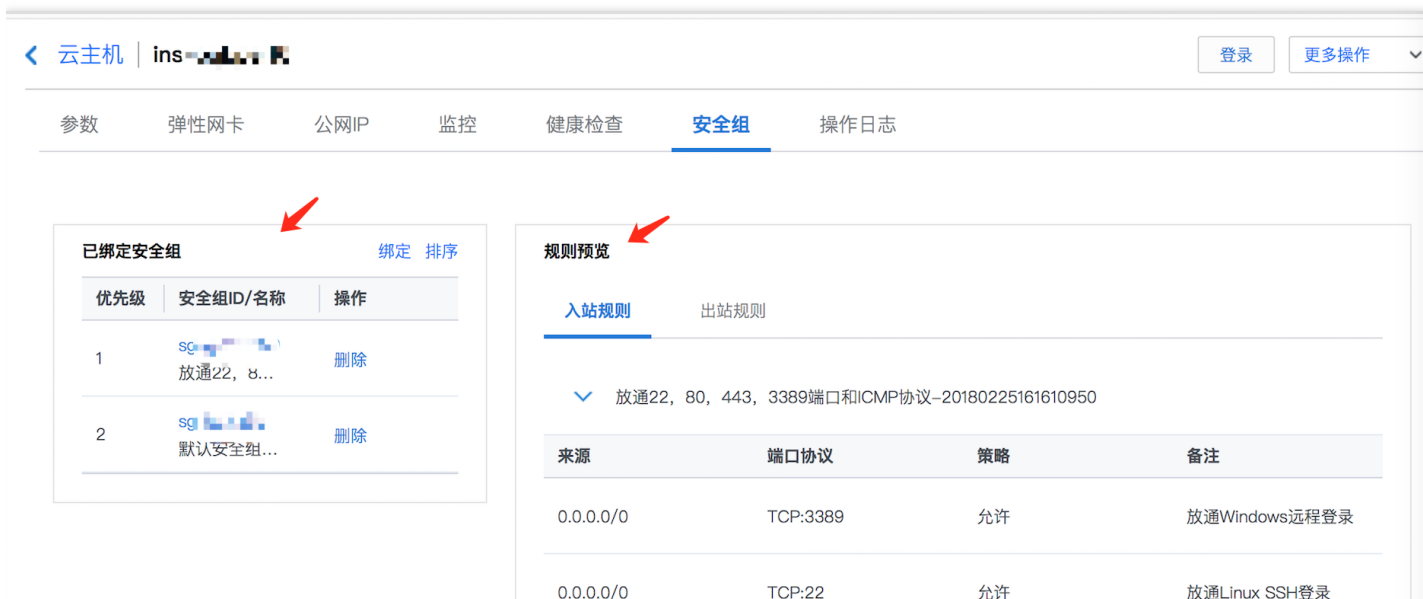 云主机 ins
登录 更多操作
参数 弹性网卡 公网IP 监控 健康检查 安全组 操作日志
已绑定安全组 绑定 排序
优先级 安全组ID/名称 操作
1 删除
放通22，8...
2 删除
默认安全组...
规则预览
入站规则 出站规则
放通22，80，443，3389端口和ICMP协议-20180225161610950
来源 端口协议 策略 备注
0.0.0.0/0 TCP:3389 允许 放通Windows远程登录
0.0.0.0/0 TCP:22 允许 放通Linux SSH登录